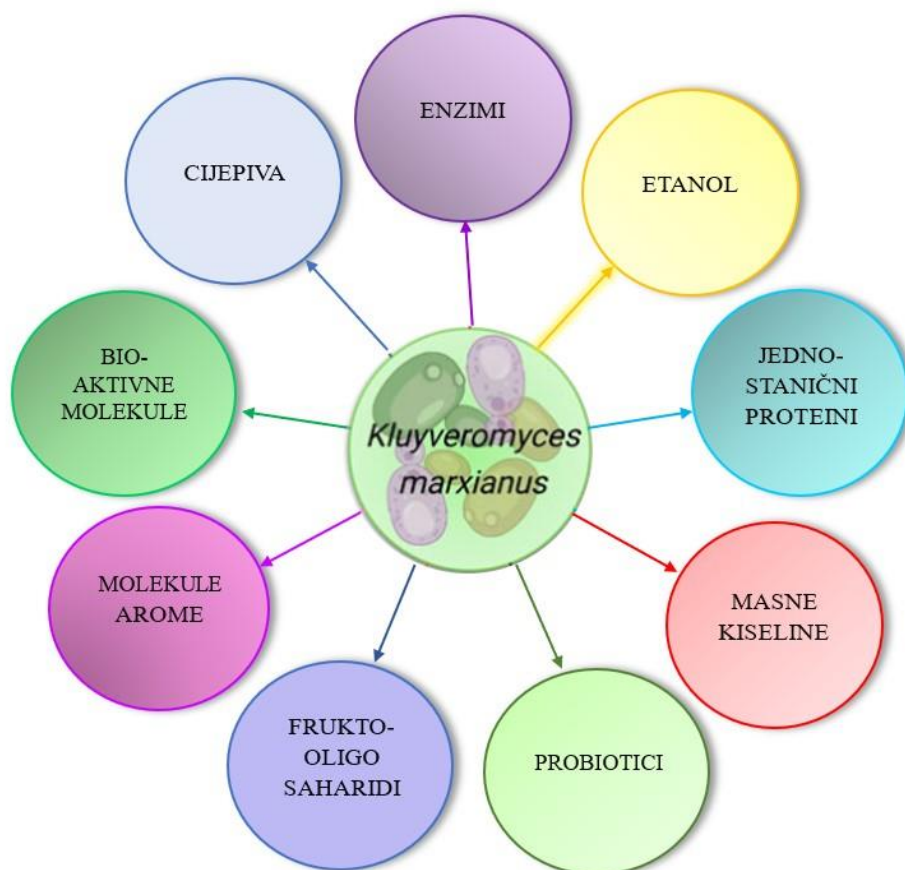 ENZIMI
ETANOL
JEDNO-
STANIČNI
PROTEINI
MASNE
KISELINE
PROBIOTICI
FRUKTO-
OLIGO
SAHARIDI
MOLEKULE
AROME
BIO-
AKTIVNE
MOLEKULE
CIJEPIVA
Kluyveromyces
marxianus